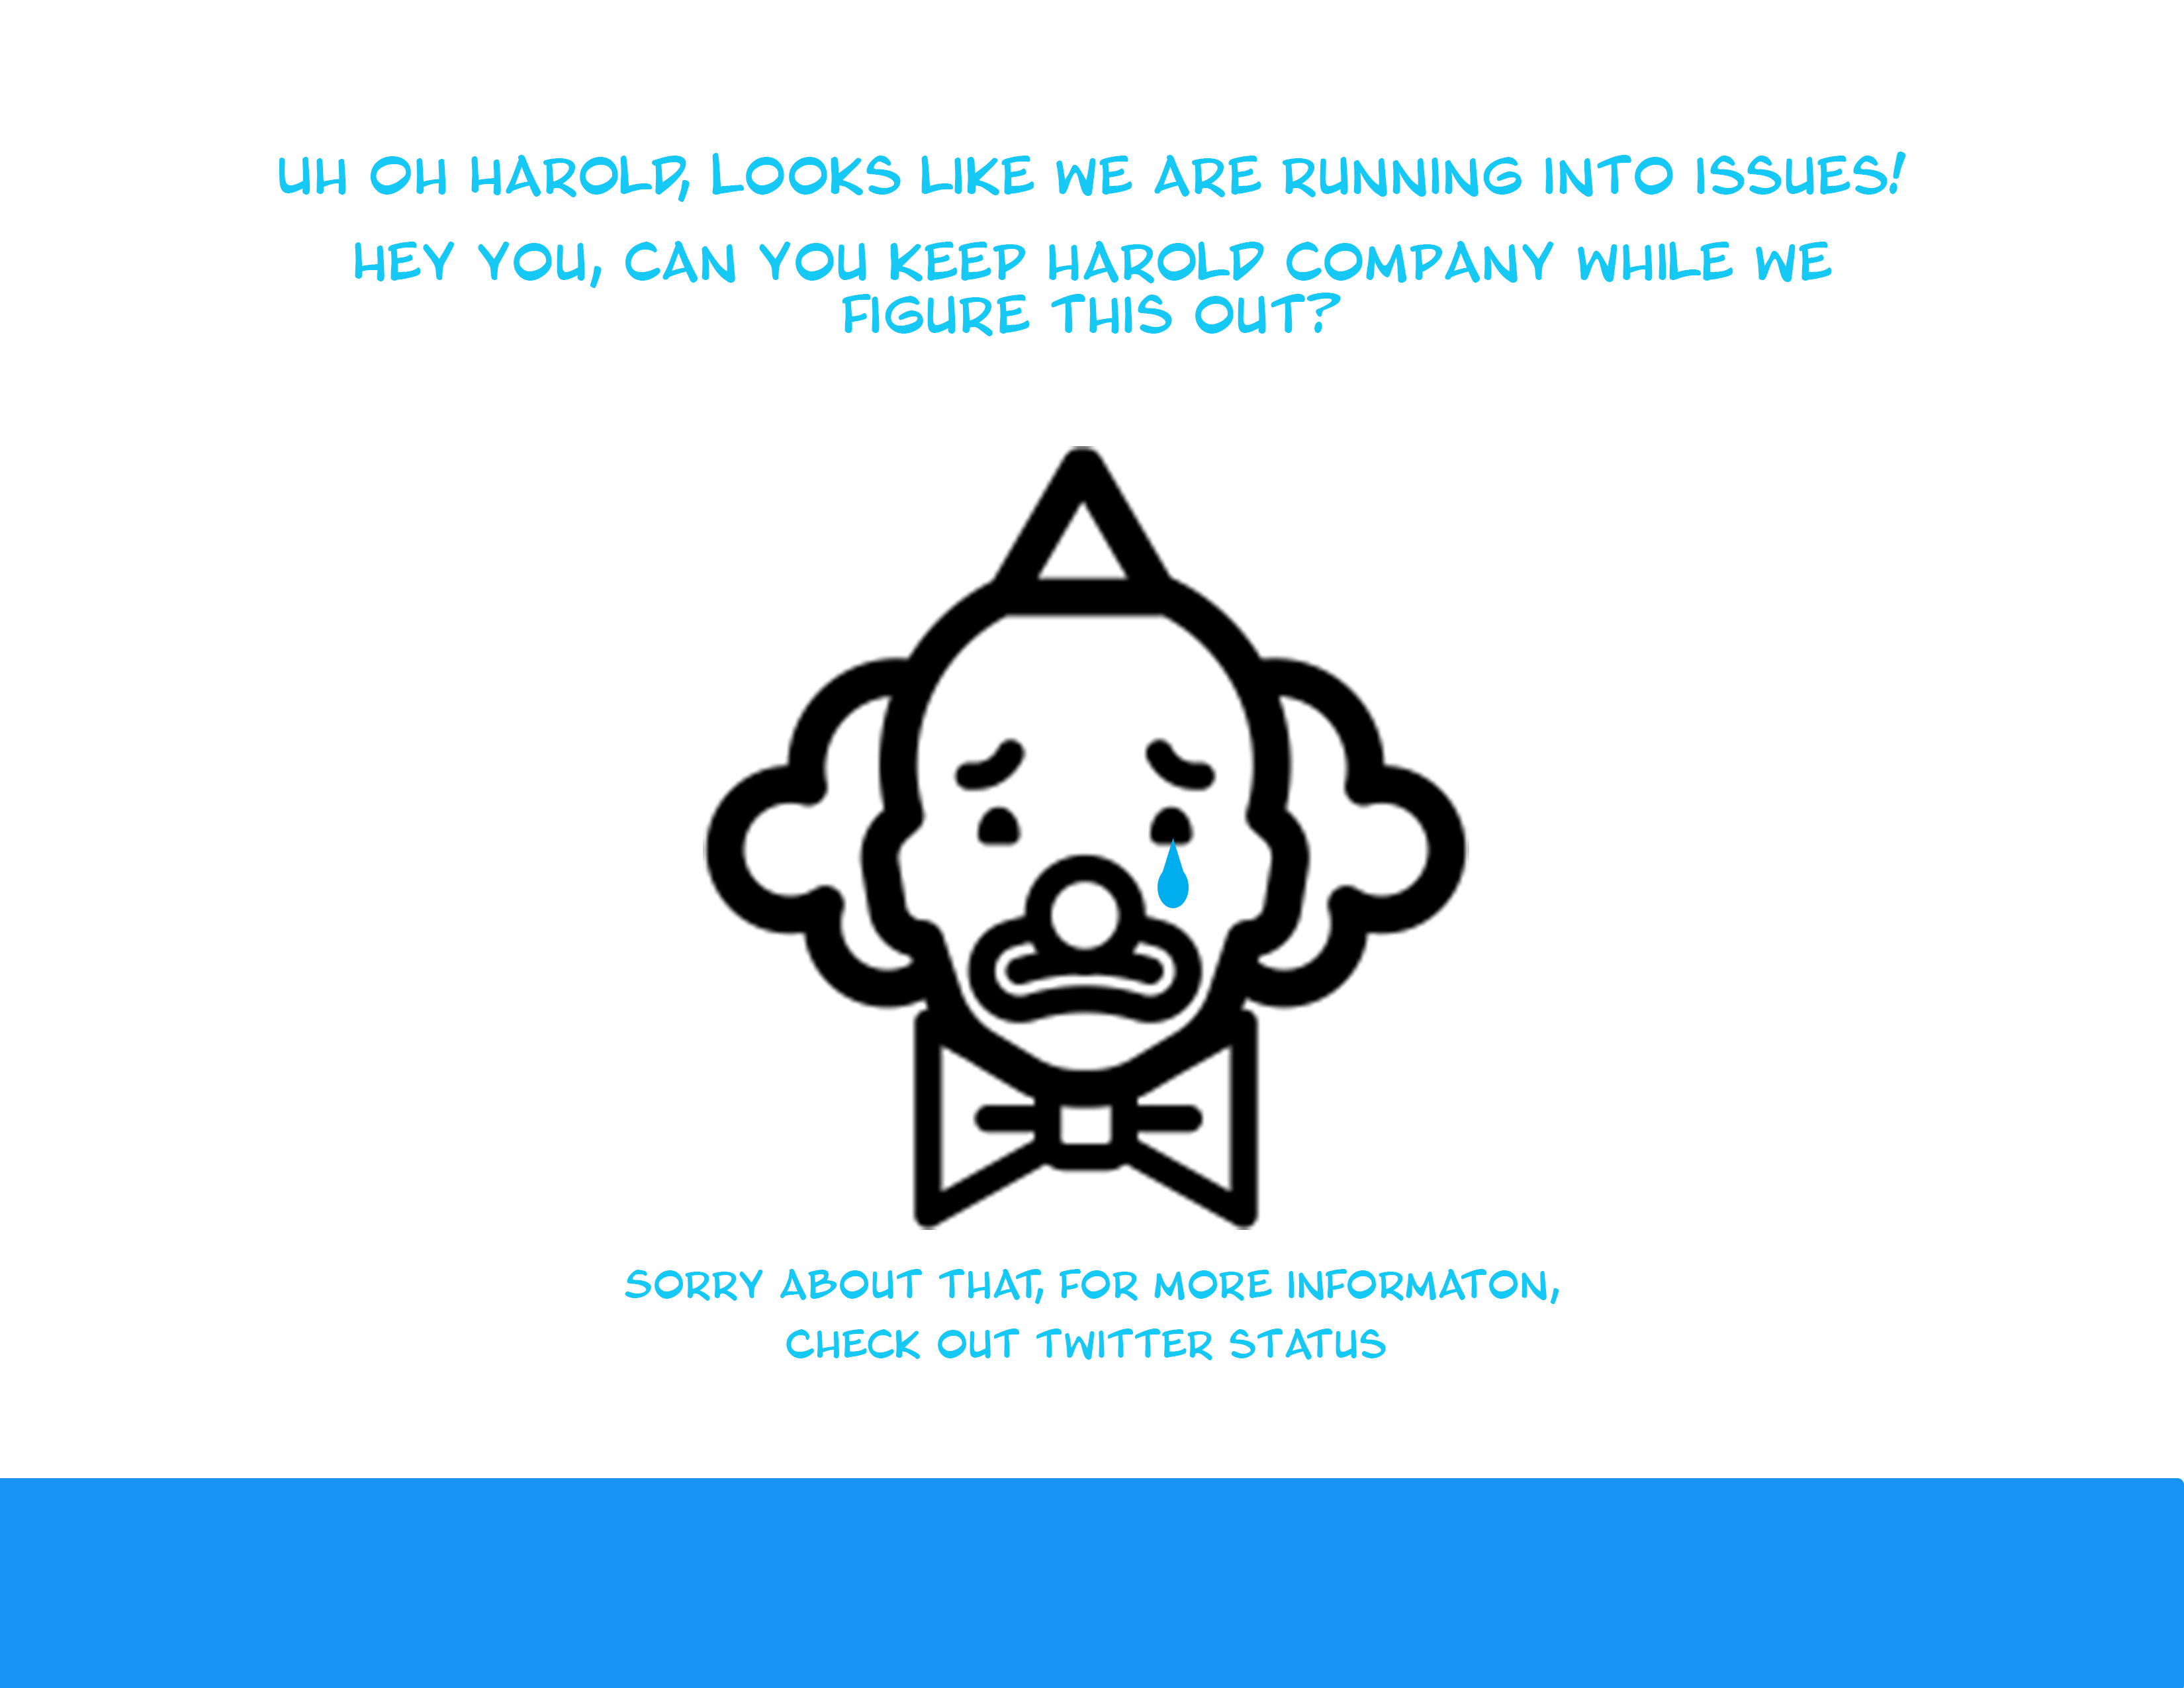 UH OH HAROLD, LOOKS LIKE WE ARE RUNNING INTO ISSUES!
HEY YOU, CAN YOU KEEP HAROLD COMPANY WHILE WE
FIGURE THIS OUT?
SORRY ABOUT THAT, FOR MORE INFORMATON,
CHECK OUT TWITTER STATUS